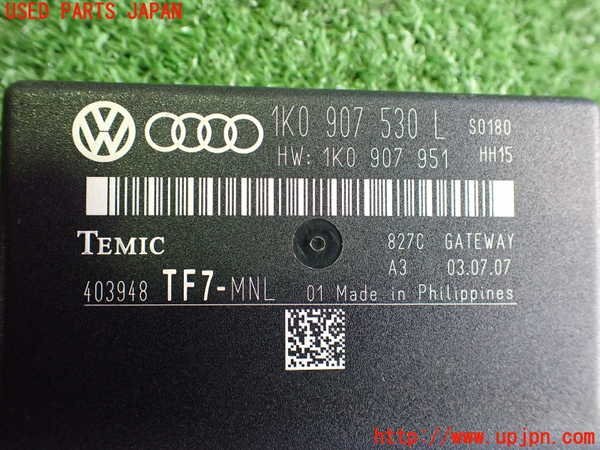 USED PARTS JAPAN
1K0 907 530 L S0180
HW: 1K0 907 951 HH15
TEMIC
827C GATEWAY
A3 03.07.07
403948 TF7-MNL 01 Made in Philippines
http://www.upjpn.com/